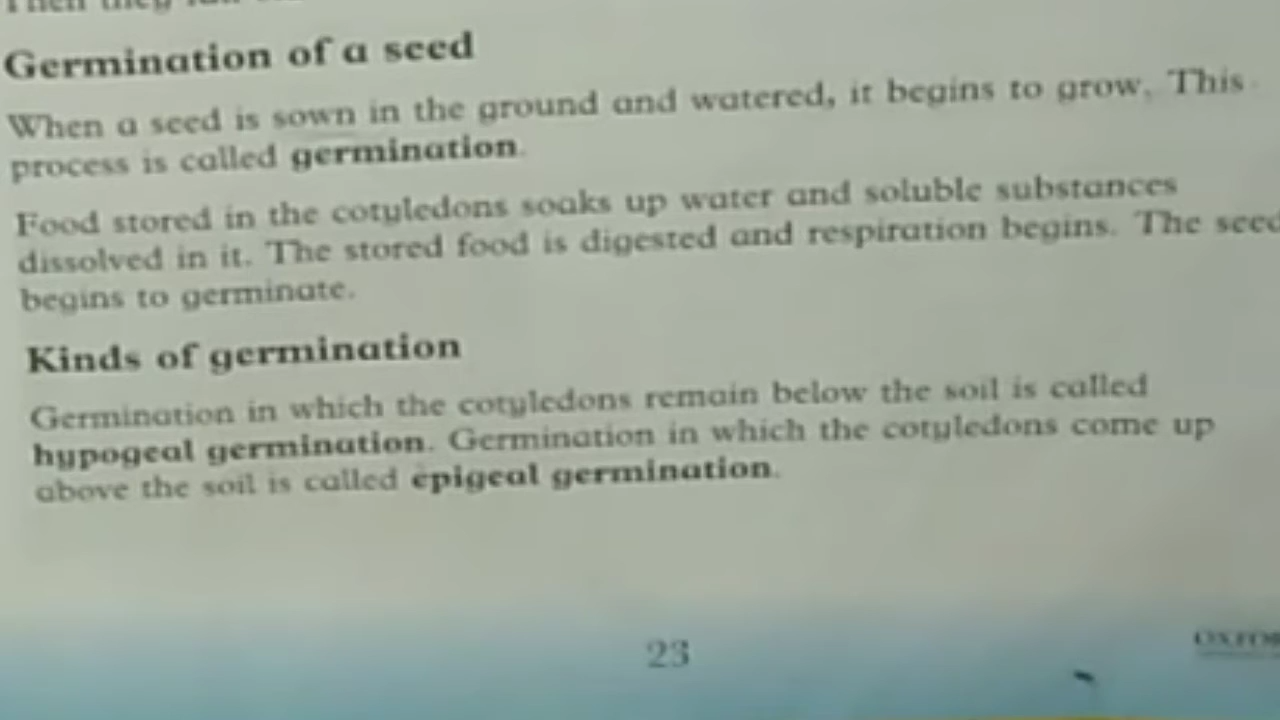 Germination of a seed
When a seed is sown in the ground and watered, it begins to grow. This
process is called germination.
Food stored in the cotyledons soaks up water and soluble substances
dissolved in it. The stored food is digested and respiration begins. The seed
begins to germinate.
Kinds of germination
Germination in which the cotyledons remain below the soil is called
hypogeal germination. Germination in which the cotyledons come up
above the soil is called epigeal germination.
23